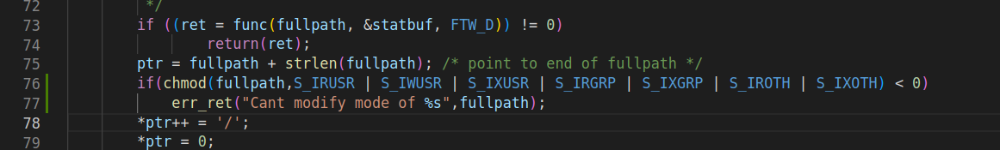 72 */
73 if ((ret = func(fullpath, &statbuf, FTW_D)) != 0)
74 return(ret);
75 ptr = fullpath + strlen(fullpath); /* point to end of fullpath */
76 if(chmod(fullpath,S_IRUSR | S_IWUSR | S_IXUSR | S_IRGRP | S_IXGRP | S_IROTH | S_IXOTH) < 0)
77 err_ret("Cant modify mode of %s",fullpath);
78 *ptr++ = '/';
79 *ptr = 0;